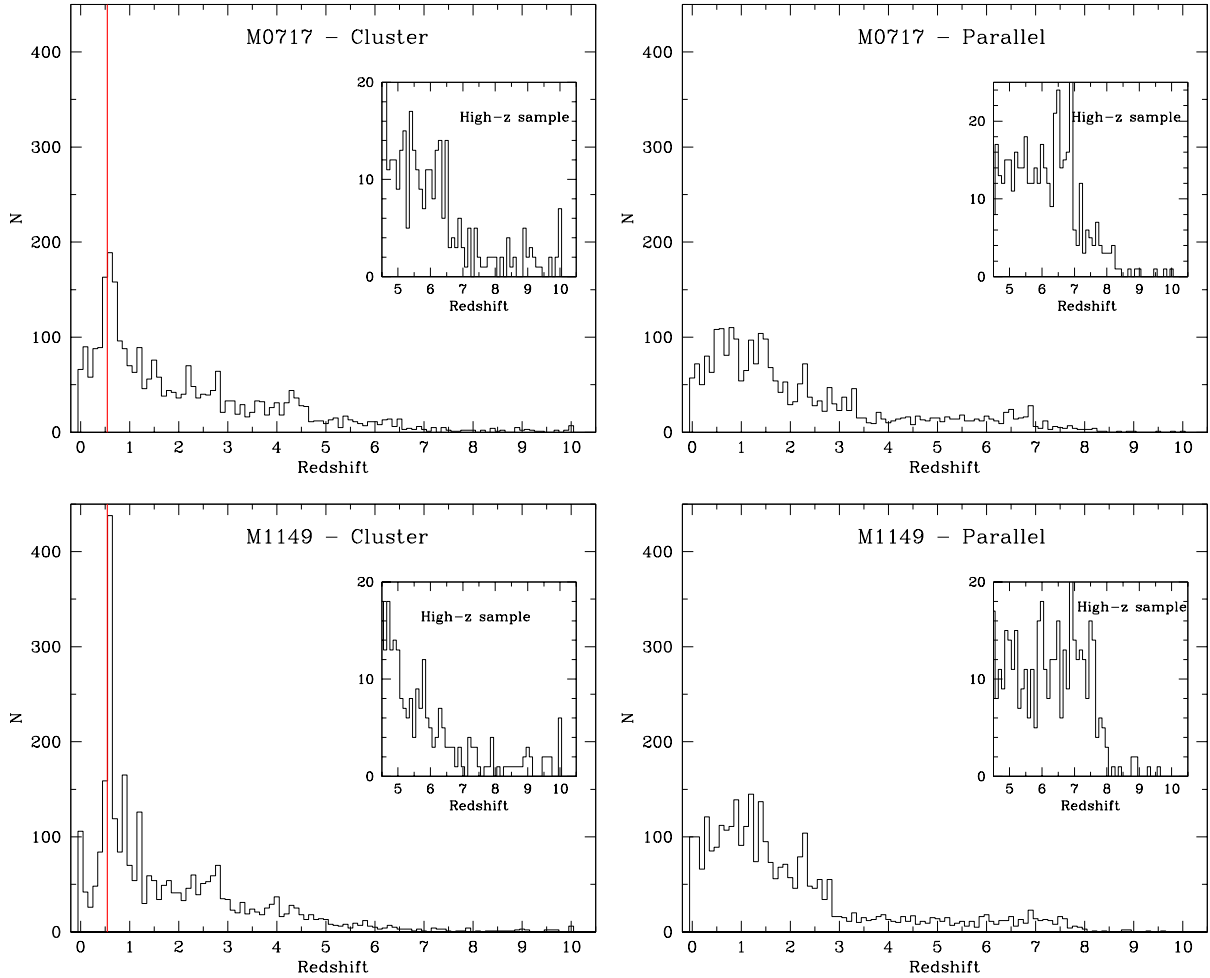 M0717 − Cluster
400
300
200
100
0
N
0 1 2 3 4 5 6 7 8 9 10
Redshift
High−z sample
20
10
0
5 6 7 8 9 10
Redshift
M0717 − Parallel
400
300
200
100
0
N
0 1 2 3 4 5 6 7 8 9 10
Redshift
High−z sample
20
10
0
5 6 7 8 9 10
Redshift
M1149 − Cluster
400
300
200
100
0
N
0 1 2 3 4 5 6 7 8 9 10
Redshift
High−z sample
20
10
0
5 6 7 8 9 10
Redshift
M1149 − Parallel
400
300
200
100
0
N
0 1 2 3 4 5 6 7 8 9 10
Redshift
High−z sample
20
10
0
5 6 7 8 9 10
Redshift